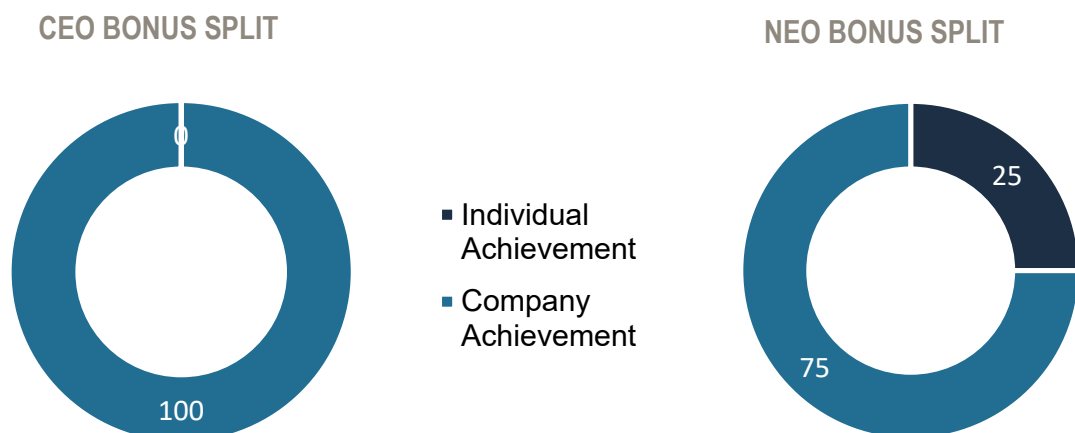 CEO BONUS SPLIT
0
100
Individual
Achievement
Company
Achievement
NEO BONUS SPLIT
25
75